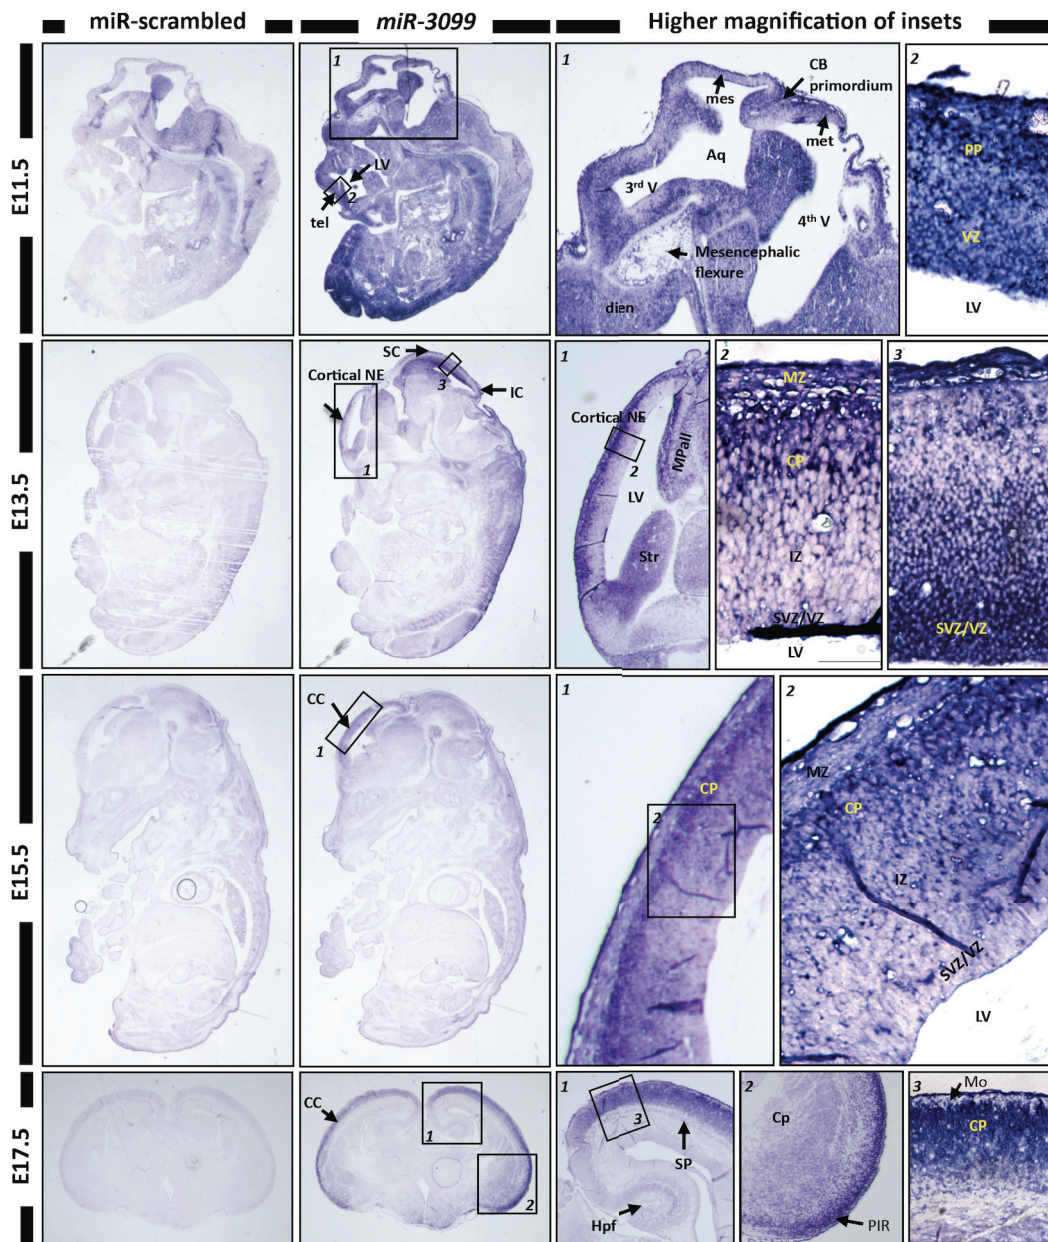 miR-scrambled
miR-3099
Higher magnification of insets
E11.5
1
LV
2
tel
1
mes
CB
primordium
met
Aq
3rd V
4th V
Mesencephalic
flexure
dien
2
PP
VZ
LV
E13.5
SC
3
IC
Cortical NE
1
1
Cortical NE
2
MPall
LV
Str
2
MZ
CP
IZ
SVZ/VZ
LV
3
SVZ/VZ
E15.5
CC
1
1
CP
2
2
MZ
CP
IZ
SVZ/VZ
LV
E17.5
CC
1
2
1
3
SP
Hpf
2
Cp
PIR
3
Mo
CP